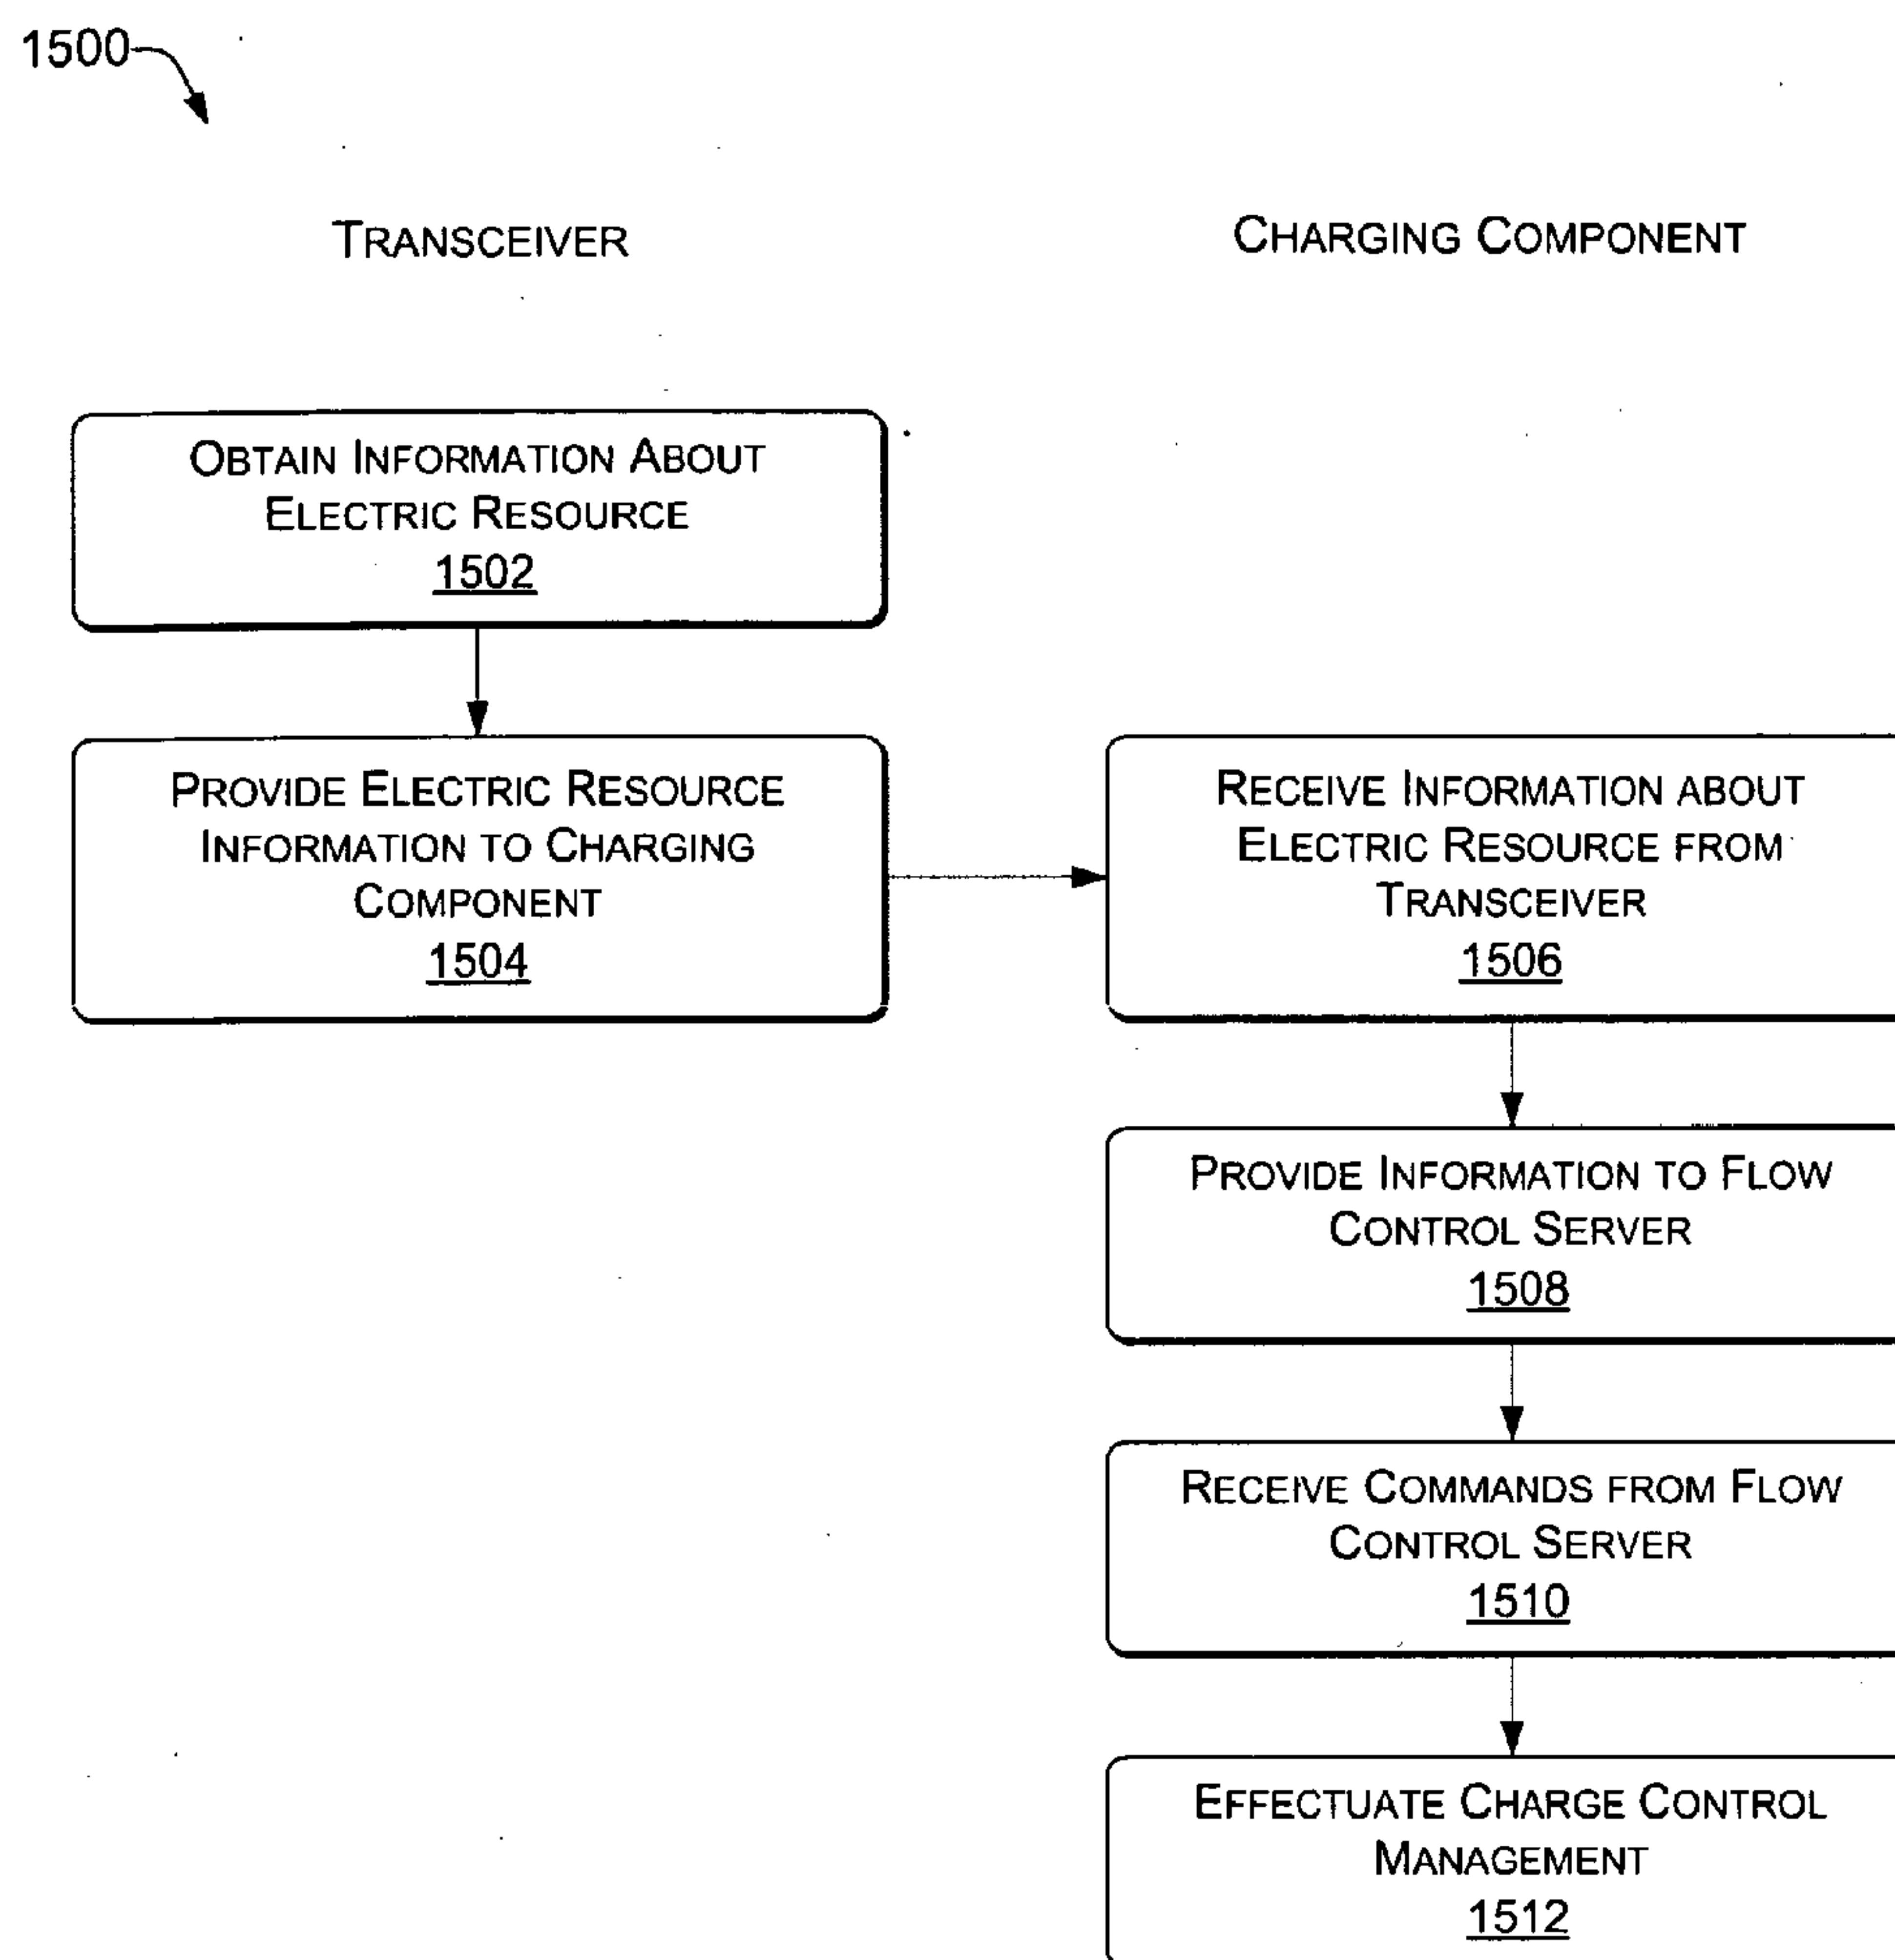 1500
TRANSCEIVER
CHARGING COMPONENT
OBTAIN INFORMATION ABOUT
ELECTRIC RESOURCE
1502
PROVIDE ELECTRIC RESOURCE
INFORMATION TO CHARGING
COMPONENT
1504
RECEIVE INFORMATION ABOUT
ELECTRIC RESOURCE FROM
TRANSCEIVER
1506
PROVIDE INFORMATION TO FLOW
CONTROL SERVER
1508
RECEIVE COMMANDS FROM FLOW
CONTROL SERVER
1510
EFFECTUATE CHARGE CONTROL
MANAGEMENT
1512